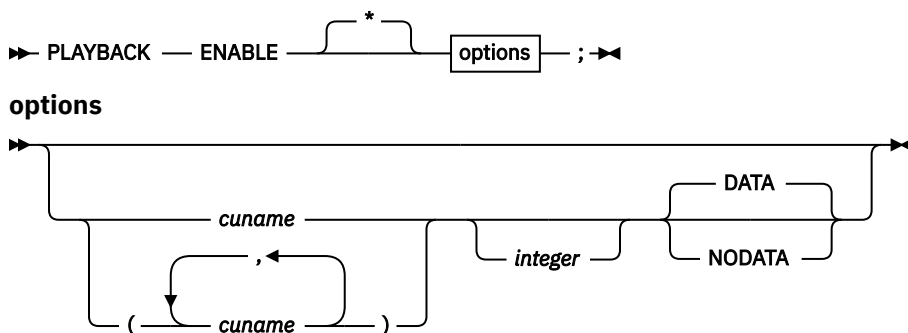 *
PLAYBACK ENABLE options ;
options
DATA
cuname
integer NODATA
,
( cuname )